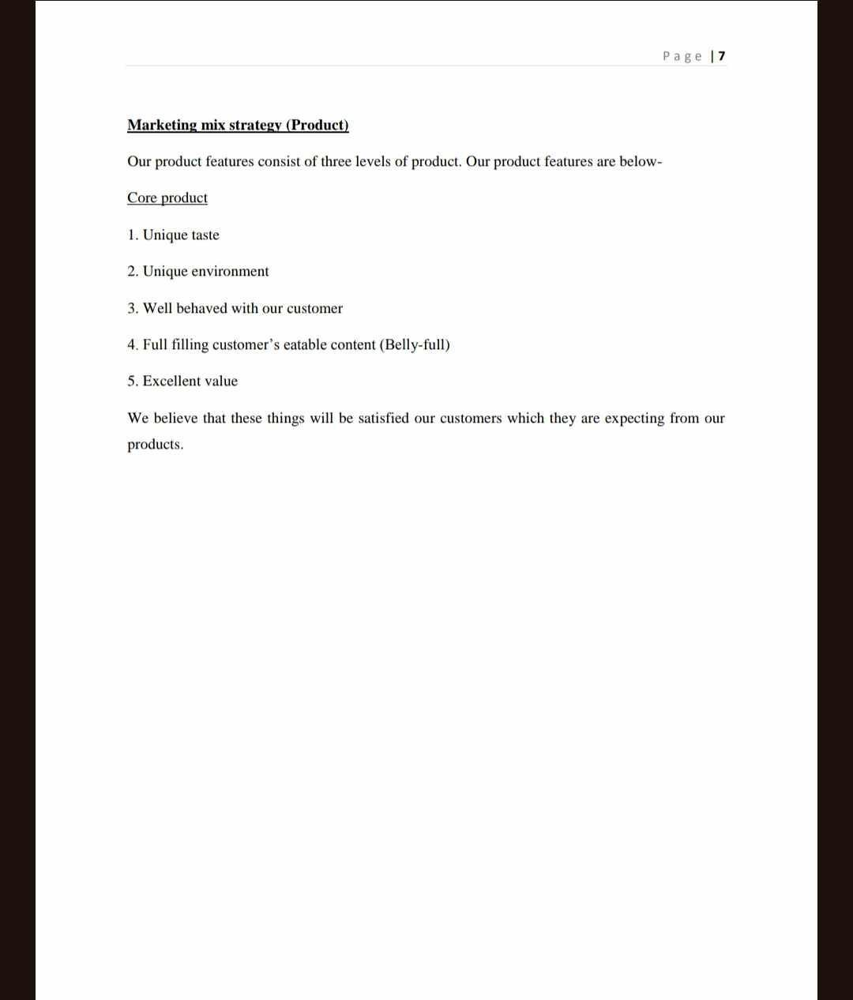 Page | 7
Marketing mix strategy (Product)
Our product features consist of three levels of product. Our product features are below-
Core product
1. Unique taste
2. Unique environment
3. Well behaved with our customer
4. Full filling customer’s eatable content (Belly-full)
5. Excellent value
We believe that these things will be satisfied our customers which they are expecting from our
products.